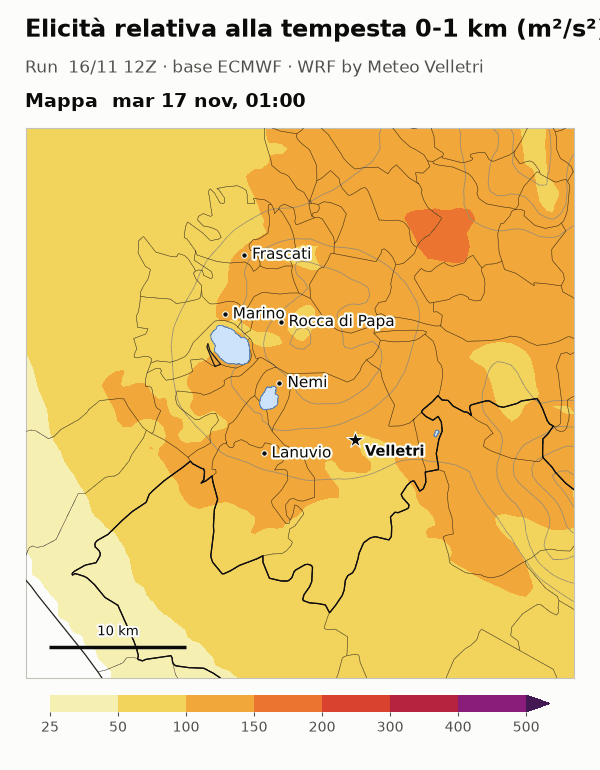 Elicità relativa alla tempesta 0-1 km (m²/s²)
Run 16/11 12Z · base ECMWF · WRF by Meteo Velletri
Mappa mar 17 nov, 01:00
Frascati
Marino
Rocca di Papa
Nemi
Velletri
Lanuvio
10 km
25 50 100 150 200 300 400 500